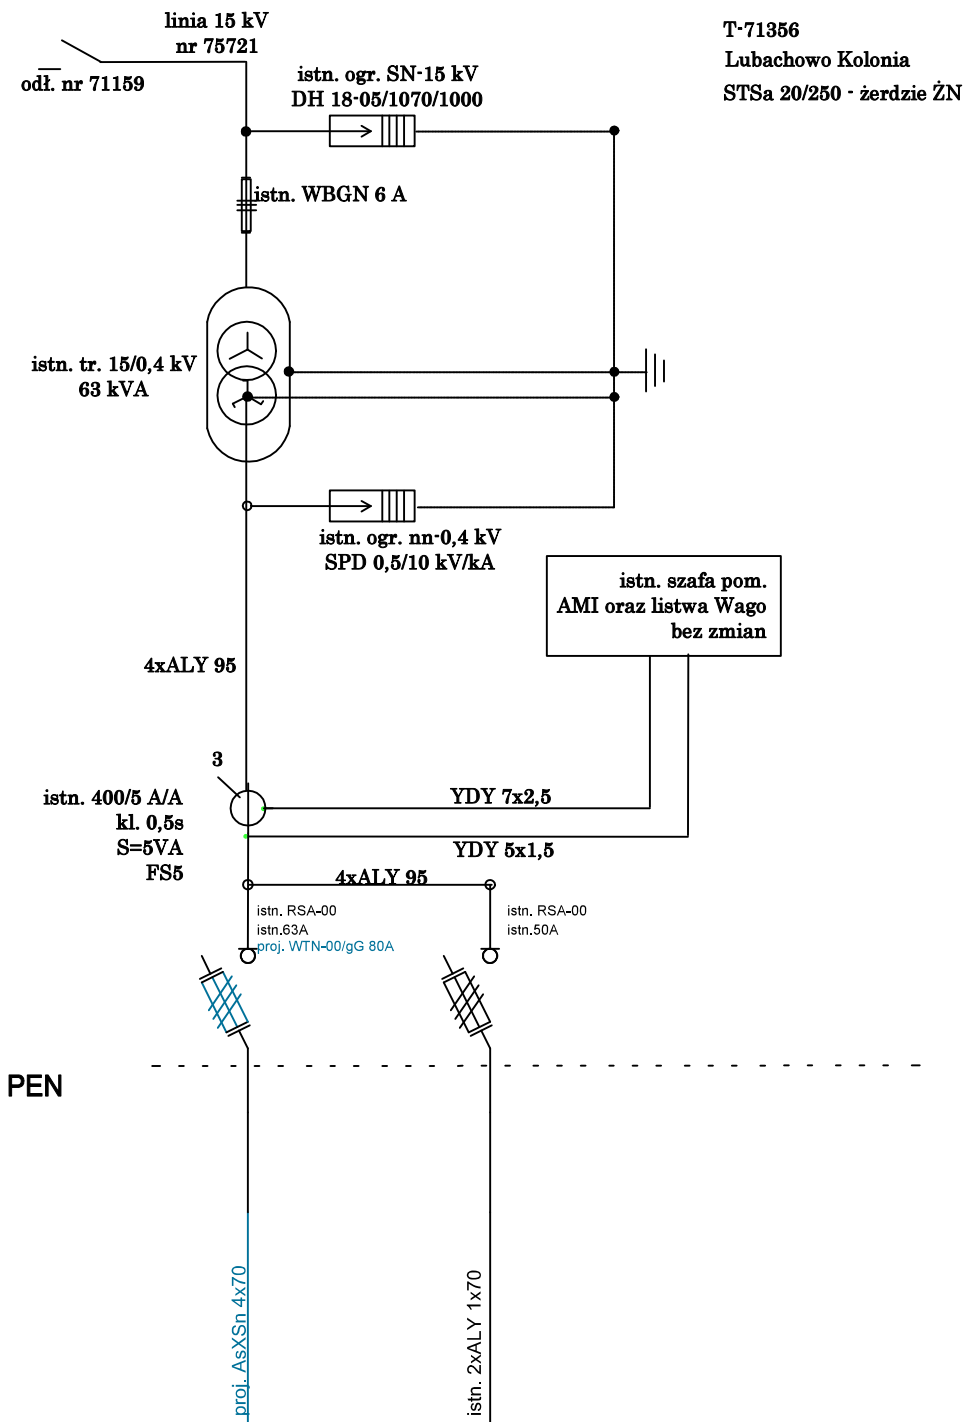 linia 15 kV
nr 75721
odł. nr 71159
T-71356
Lubachowo Kolonia
STSa 20/250 - żerdzie ŻN
istn. ogr. SN-15 kV
DH 18-05/1070/1000
istn. WBGN 6 A
istn. tr. 15/0,4 kV
63 kVA
istn. ogr. nn-0,4 kV
SPD 0,5/10 kV/kA
istn. szafa pom.
AMI oraz listwa Wago
bez zmian
4xALY 95
3
istn. 400/5 A/A
kl. 0,5s
S=5VA
FS5
YDY 7x2,5
YDY 5x1,5
4xALY 95
istn. RSA-00
istn.63A
proj. WTN-00/gG 80A
istn. RSA-00
istn.50A
PEN
proj. AsXSn 4x70
istn. 2xALY 1x70